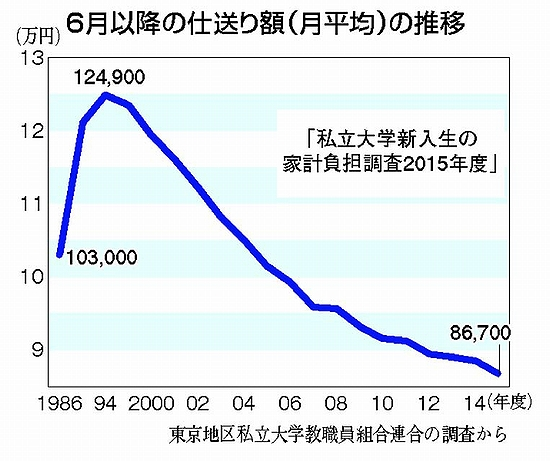 6月以降の仕送り額(月平均)の推移
(万円)
13
124,900
12
「私立大学新入生の
家計負担調査2015年度」
11
103,000
10
86,700
9
1986 94 2000 02 04 06 08 10 12 14(年度)
東京地区私立大学教職員組合連合の調査から